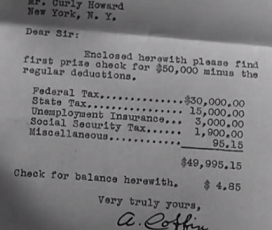 Mr. Curly Howard
New York, N. Y.
Dear Sir:
Enclosed herewith please find
first prize check for $50,000 minus the
regular deductions.
Federal Tax..............$30,000.00
State Tax................ 15,000.00
Unemployment Insurance... 3,000.00
Social Security Tax..... 1,900.00
Miscellaneous........... 95.15
$49,995.15
Check for balance herewith. $ 4.85
Very truly yours,
A. Coffin